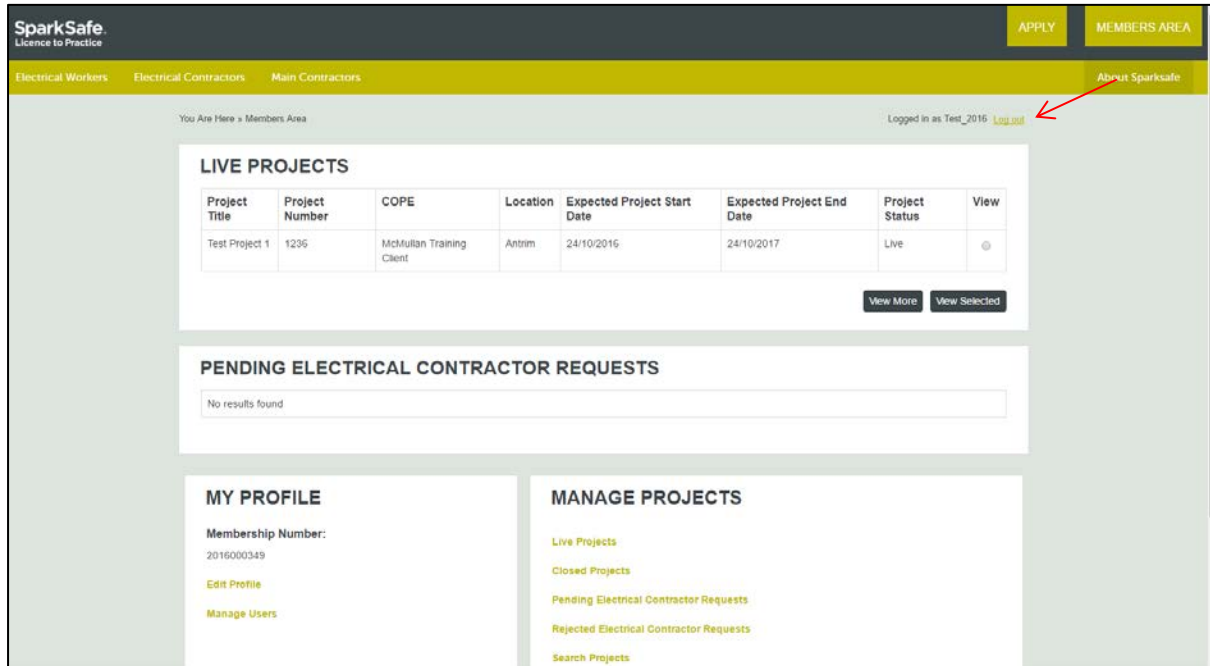 SparkSafe.
Licence to Practice
APPLY
MEMBERS AREA
Electrical Workers
Electrical Contractors
Main Contractors
About Sparksafe
You Are Here » Members Area
Logged in as Test_2016 Log out
LIVE PROJECTS
Project Title
Project Number
COPE
Location
Expected Project Start Date
Expected Project End Date
Project Status
View
Test Project 1
1236
McMullan Training Client
Antrim
24/10/2016
24/10/2017
Live
View More
View Selected
PENDING ELECTRICAL CONTRACTOR REQUESTS
No results found
MY PROFILE
Membership Number:
2016000349
Edit Profile
Manage Users
MANAGE PROJECTS
Live Projects
Closed Projects
Pending Electrical Contractor Requests
Rejected Electrical Contractor Requests
Search Projects